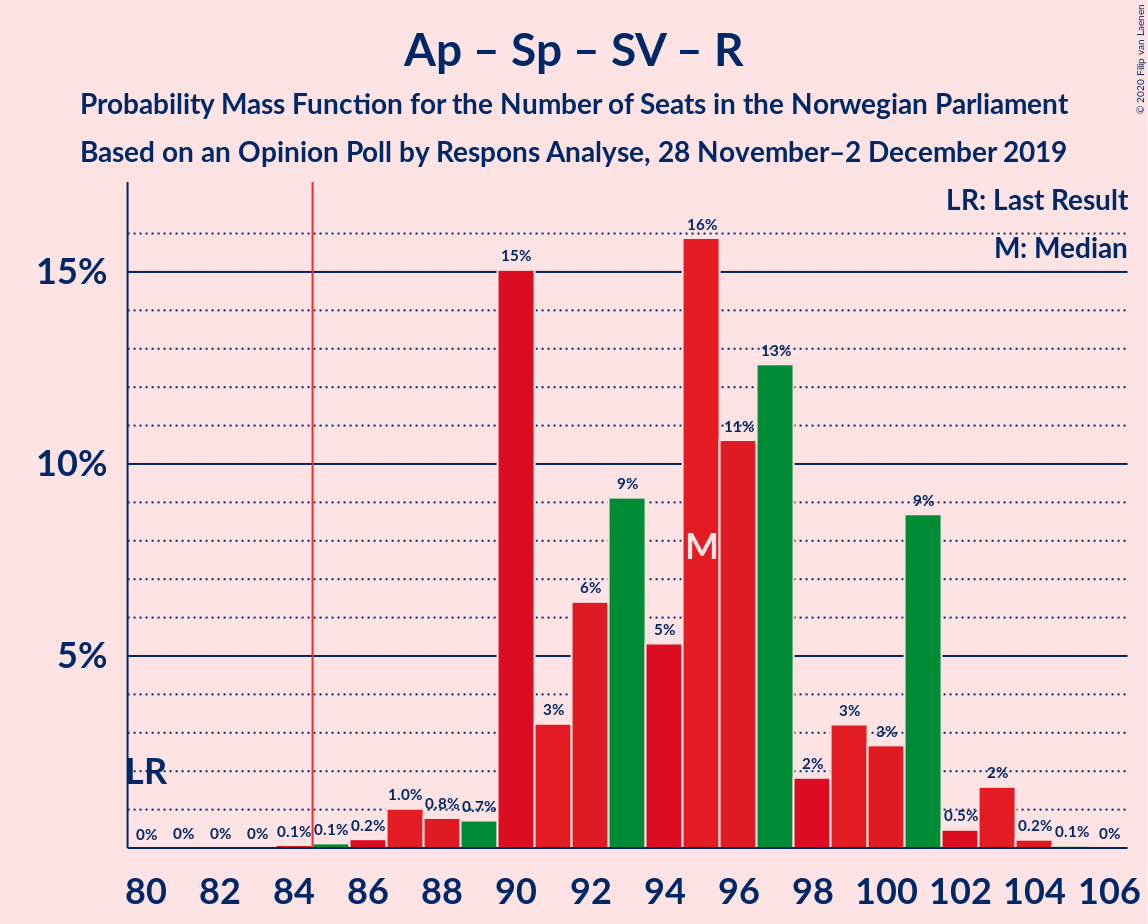 Ap – Sp – SV – R
Probability Mass Function for the Number of Seats in the Norwegian Parliament
Based on an Opinion Poll by Respons Analyse, 28 November–2 December 2019
© 2020 Filip van Laenen
LR: Last Result
M: Median
15%
10%
5%
LR
M
0% 0% 0% 0% 0.1% 0.1% 0.2% 1.0% 0.8% 0.7% 15% 3% 6% 9% 5% 16% 11% 13% 2% 3% 3% 9% 0.5% 2% 0.2% 0.1% 0%
80 82 84 86 88 90 92 94 96 98 100 102 104 106